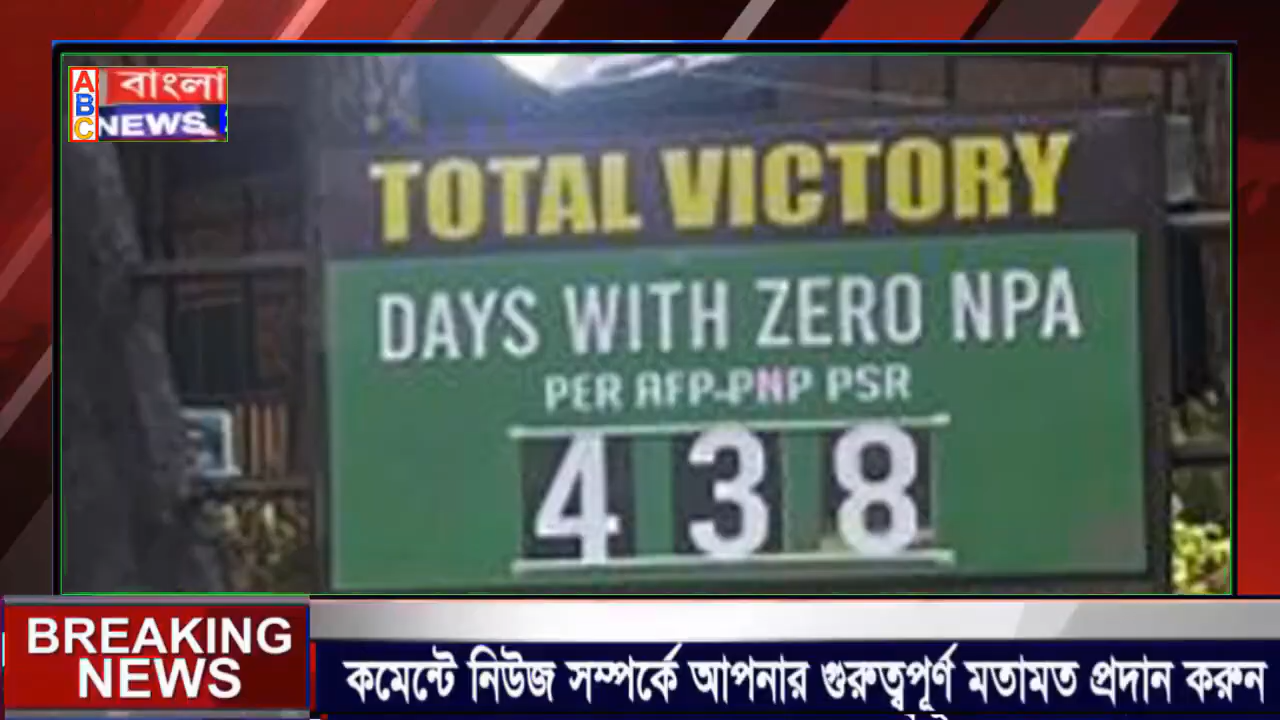 ABC
বাংলা
NEWS
TOTAL VICTORY
DAYS WITH ZERO NPA
PER AFP-PNP PSR
438
BREAKING
NEWS
কমেন্টে নিউজ সম্পর্কে আপনার গুরুত্বপূর্ণ মতামত প্রদান করুন